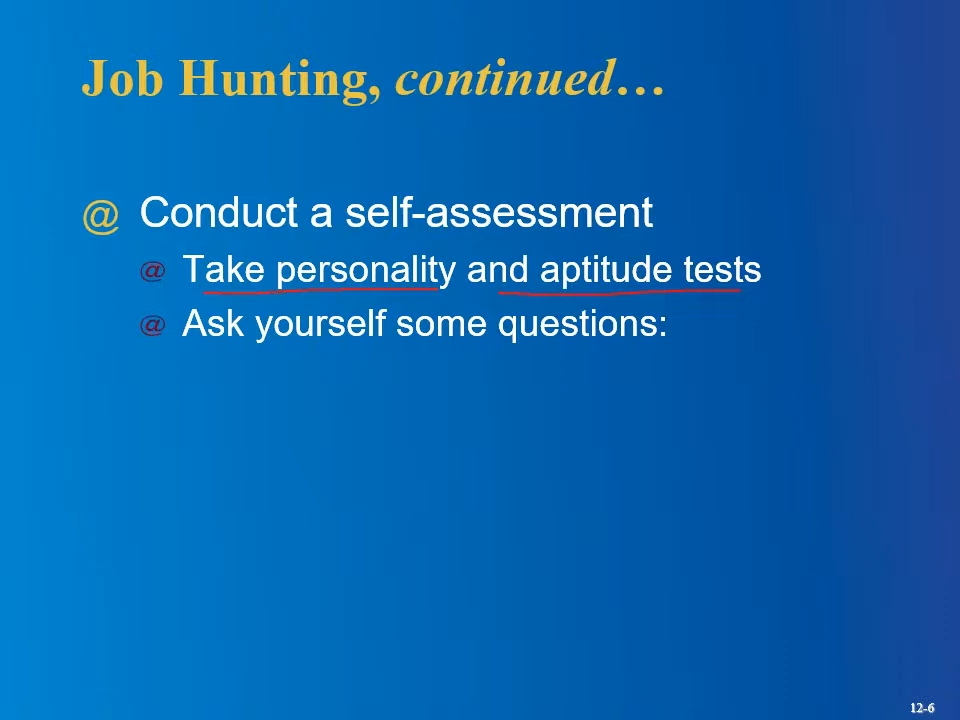 Job Hunting, continued…
@ Conduct a self-assessment
@ Take personality and aptitude tests
@ Ask yourself some questions:
12-6